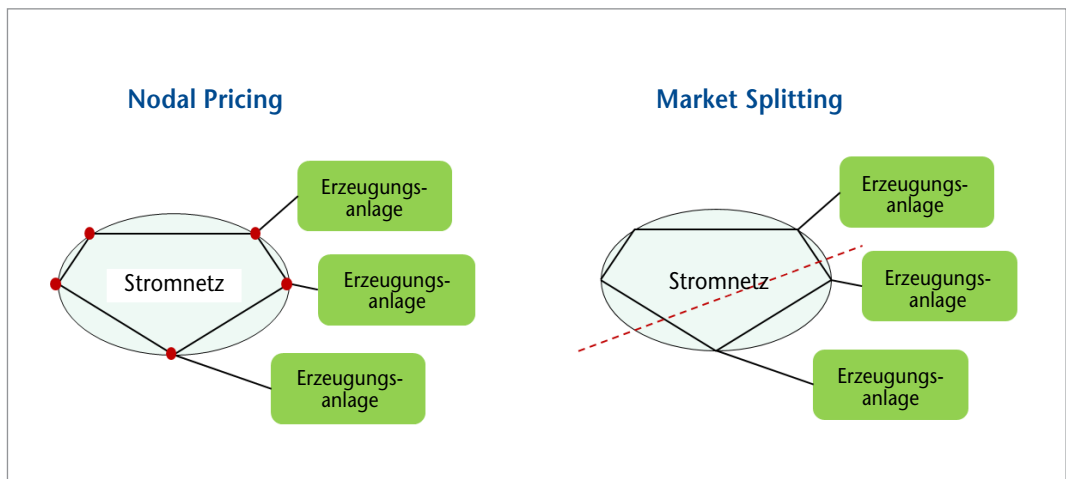 Nodal Pricing
Erzeugungs-
anlage
Stromnetz
Erzeugungs-
anlage
Erzeugungs-
anlage
Market Splitting
Erzeugungs-
anlage
Stromnetz
Erzeugungs-
anlage
Erzeugungs-
anlage